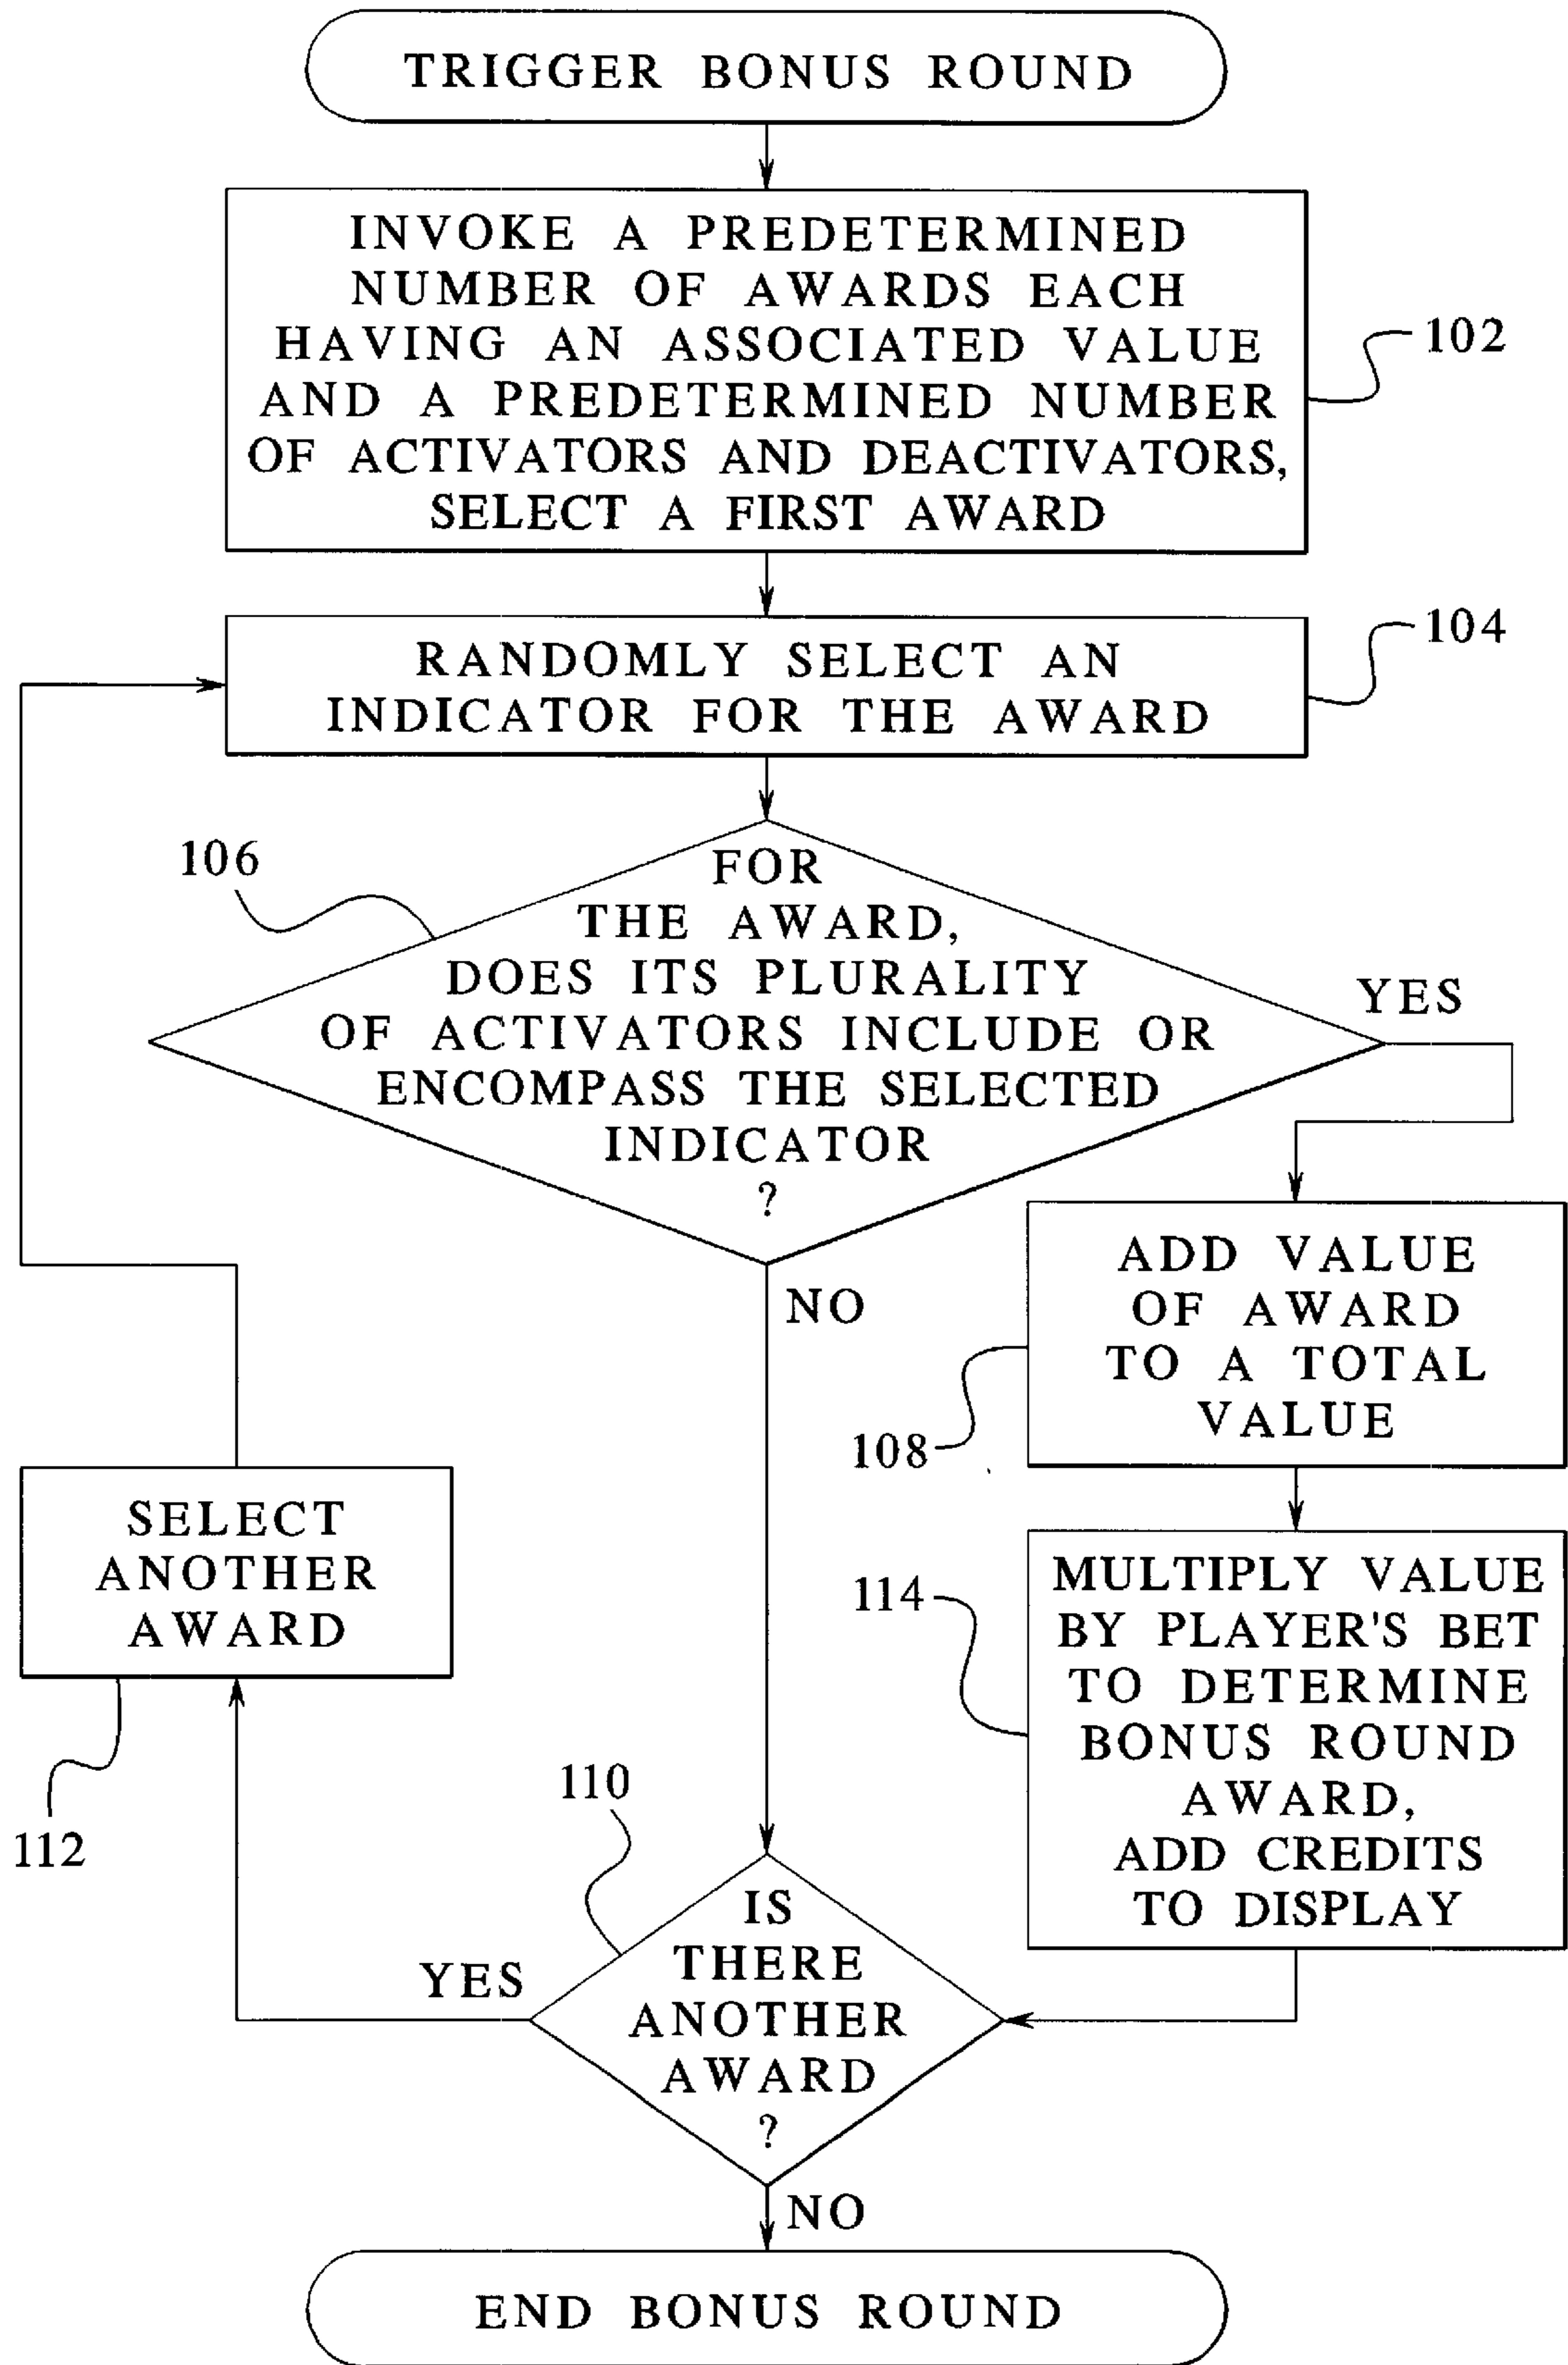 TRIGGER BONUS ROUND
INVOKE A PREDETERMINED
NUMBER OF AWARDS EACH
HAVING AN ASSOCIATED VALUE
AND A PREDETERMINED NUMBER
OF ACTIVATORS AND DEACTIVATORS,
SELECT A FIRST AWARD
102
RANDOMLY SELECT AN
INDICATOR FOR THE AWARD
104
106
FOR
THE AWARD,
DOES ITS PLURALITY
OF ACTIVATORS INCLUDE OR
ENCOMPASS THE SELECTED
INDICATOR
?
YES
NO
ADD VALUE
OF AWARD
TO A TOTAL
VALUE
108
MULTIPLY VALUE
BY PLAYER'S BET
TO DETERMINE
BONUS ROUND
AWARD,
ADD CREDITS
TO DISPLAY
114
SELECT
ANOTHER
AWARD
112
110
IS
THERE
ANOTHER
AWARD
?
YES
NO
END BONUS ROUND